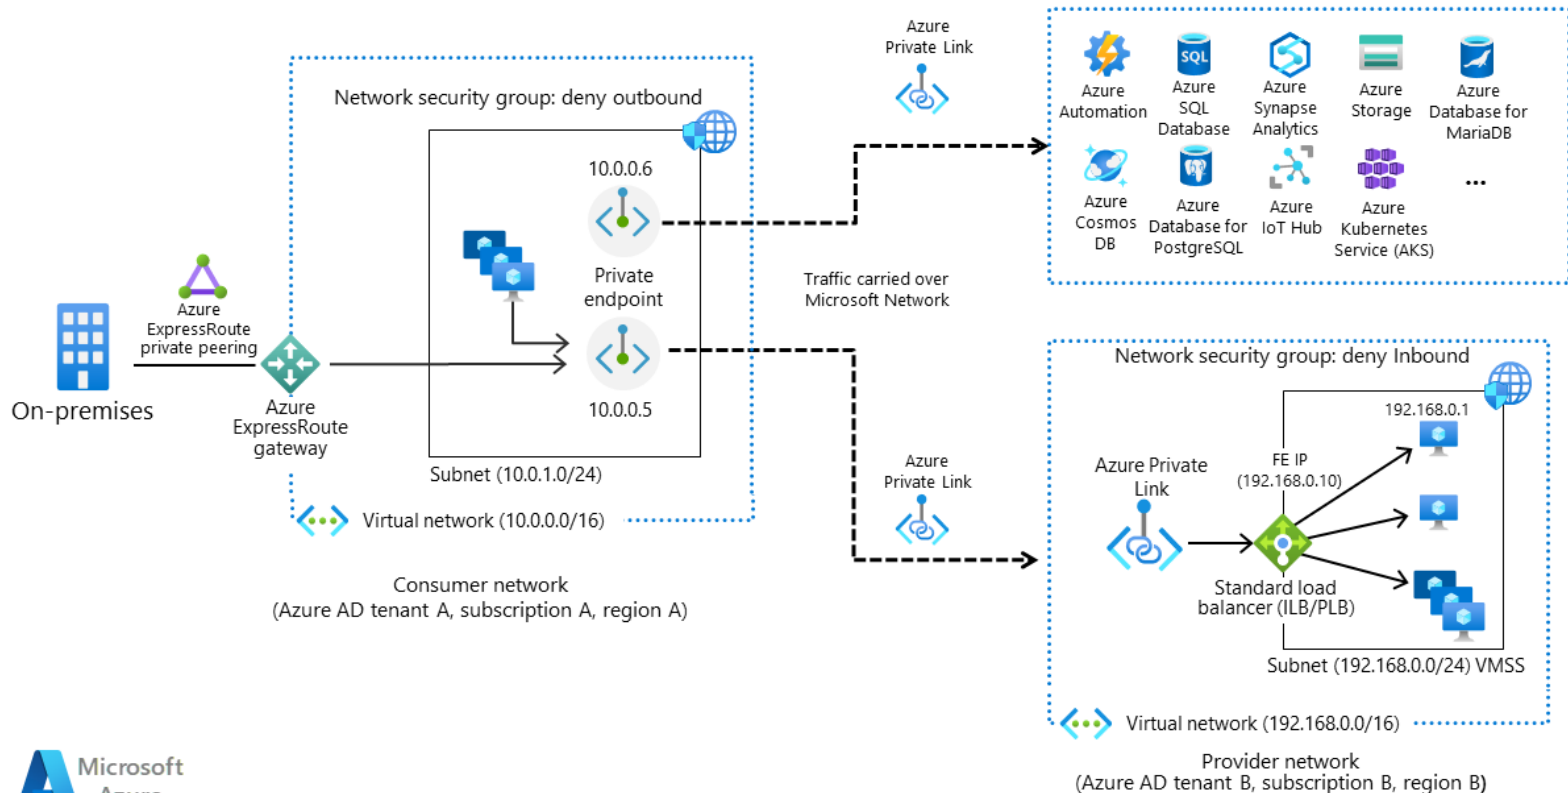 Azure
Private Link
Azure
Automation
Azure
SQL
Database
Azure
Synapse
Analytics
Azure
Storage
Azure
Database for
MariaDB
Azure
Cosmos
DB
Azure
Database for
PostgreSQL
Azure
IoT Hub
Azure
Kubernetes
Service (AKS)
...
SQL
Network security group: deny outbound
10.0.0.6
Private
endpoint
10.0.0.5
Subnet (10.0.1.0/24)
Virtual network (10.0.0.0/16)
Azure
ExpressRoute
private peering
On-premises
Azure
ExpressRoute
gateway
Consumer network
(Azure AD tenant A, subscription A, region A)
Traffic carried over
Microsoft Network
Azure
Private Link
Network security group: deny Inbound
192.168.0.1
FE IP
(192.168.0.10)
Azure Private
Link
Standard load
balancer (ILB/PLB)
Subnet (192.168.0.0/24) VMSS
Virtual network (192.168.0.0/16)
Provider network
(Azure AD tenant B, subscription B, region B)
Microsoft
Azure